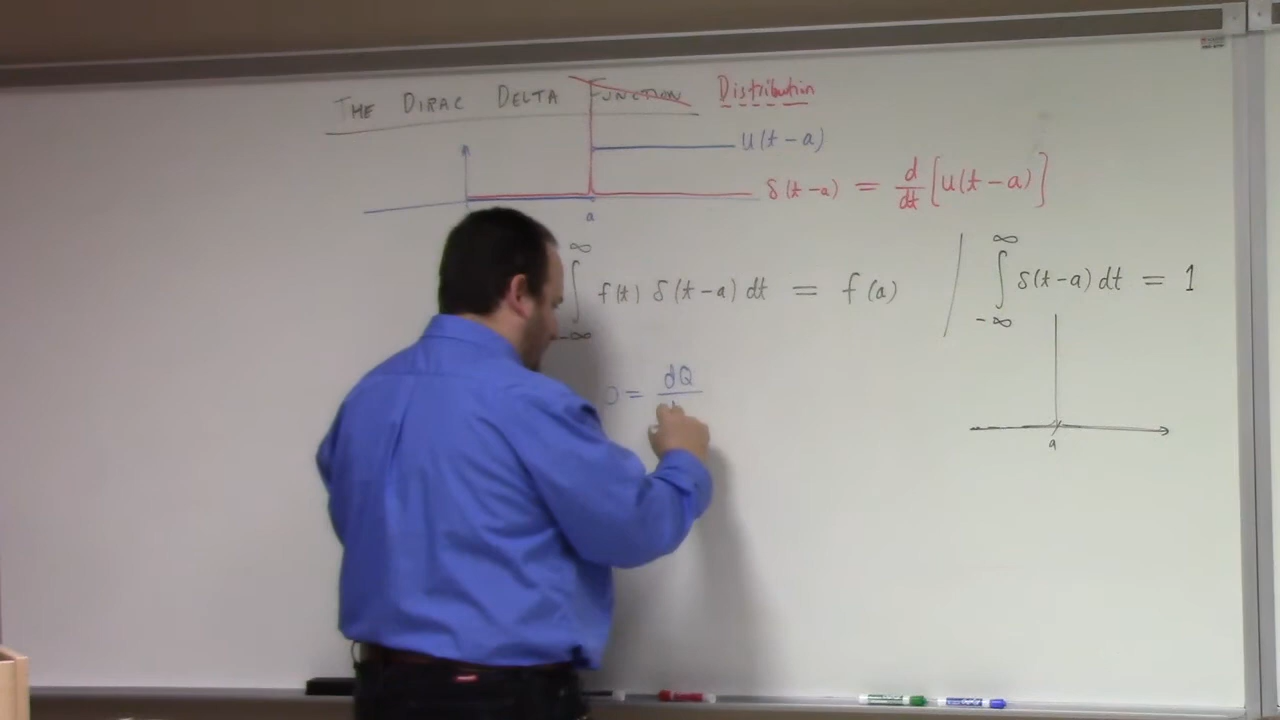 THE DIRAC DELTA FUNCTION Distribution
u(t-a)
δ(t-a) = d/dt [u(t-a)]
a
∫_{-∞}^{∞} f(t) δ(t-a) dt = f(a)
∫_{-∞}^{∞} δ(t-a) dt = 1
= dQ
a